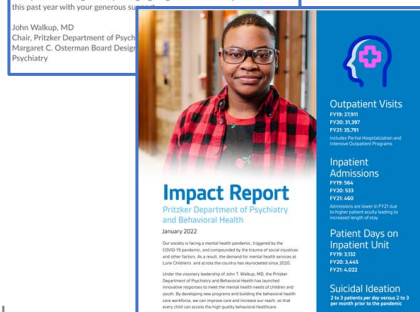 this past year with your generous su
John Walkup, MD
Chair, Pritzker Department of Psych
Margaret C. Osterman Board Design
Psychiatry
Impact Report
Pritzker Department of Psychiatry
and Behavioral Health
January 2022
Our society is facing a mental health pandemic, triggered by the
COVID-19 pandemic, and compounded by the trauma of social injustices
and other factors. As a result, the demand for mental health services at
Lurie Children's and across the country has skyrocketed since 2020.
Under the visionary leadership of John T. Walkup, MD, the Pritzker
Department of Psychiatry and Behavioral Health has launched
innovative responses to meet the mental health needs of children and
youth. By developing new programs and building the behavioral health
care workforce, we can improve care and increase our reach, so that
every child can access the high quality behavioral healthcare
Outpatient Visits
FY19: 27,911
FY20: 31,397
FY21: 35,791
Includes Partial Hospitalization and
Intensive Outpatient Programs
Inpatient
Admissions
FY19: 564
FY20: 533
FY21: 460
Admissions are lower in FY21 due
to higher patient acuity leading to
increased length of stay
Patient Days on
Inpatient Unit
FY19: 3,132
FY20: 3,445
FY21: 4,022
Suicidal Ideation
2 to 3 patients per day versus 2 to 3
per month prior to the pandemic